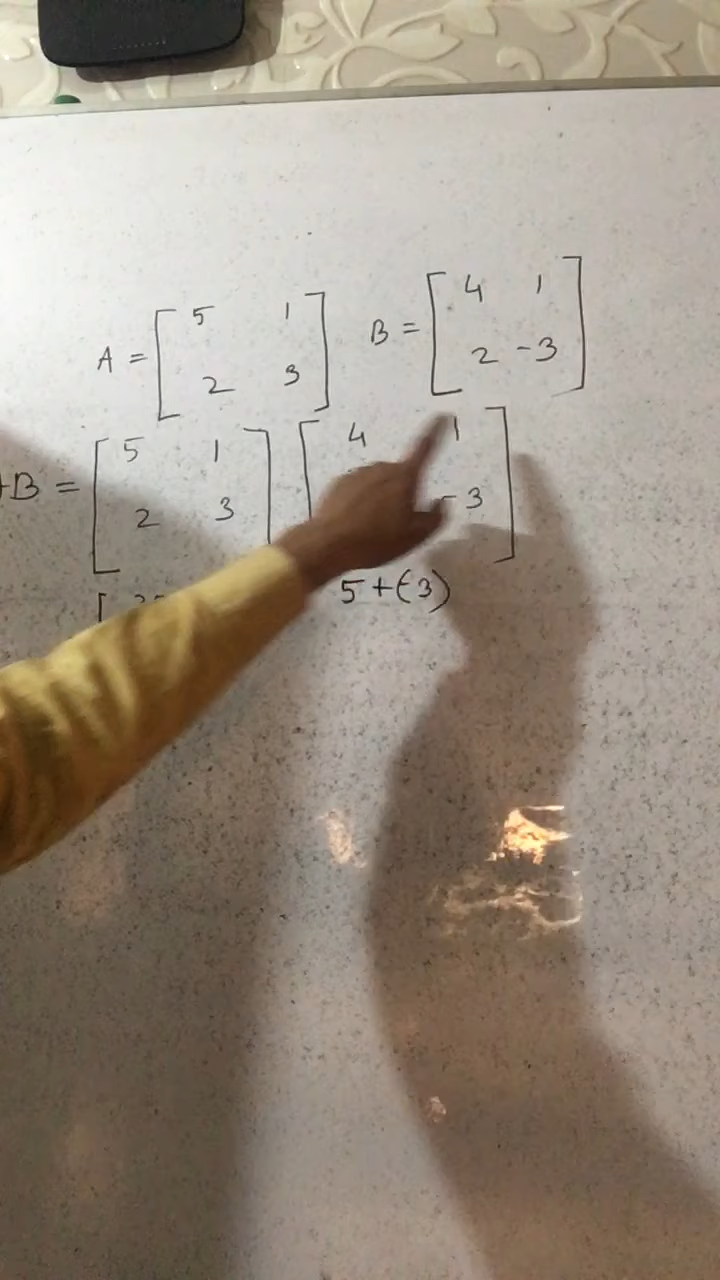 A = [ 5 1 B = [ 4 1 ]
2 3 ] 2 -3
+B = [ 5 1 ] [ 4 1 ]
2 3 - 3
[ 5+(-3)